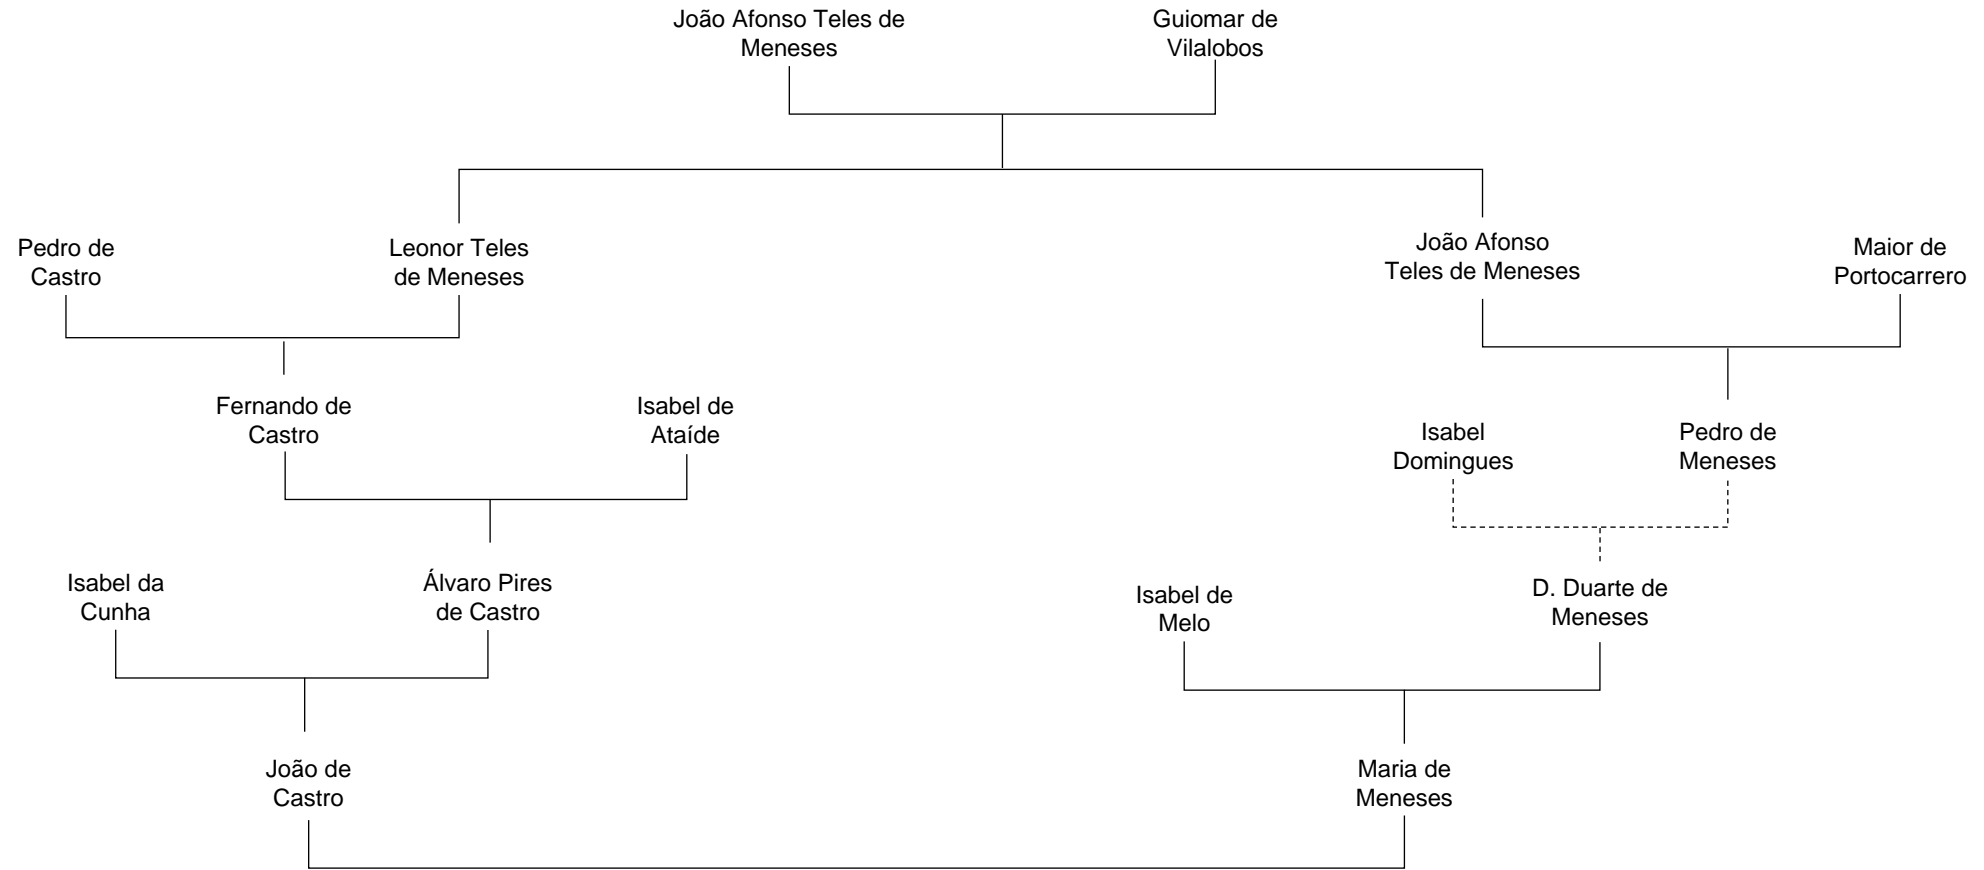 João Afonso Teles de
Meneses
Guiomar de
Vilalobos
Pedro de
Castro
Leonor Teles
de Meneses
João Afonso
Teles de Meneses
Maior de
Portocarrero
Fernando de
Castro
Isabel de
Ataíde
Isabel
Domingues
Pedro de
Meneses
Isabel da
Cunha
Álvaro Pires
de Castro
Isabel de
Melo
D. Duarte de
Meneses
João de
Castro
Maria de
Meneses